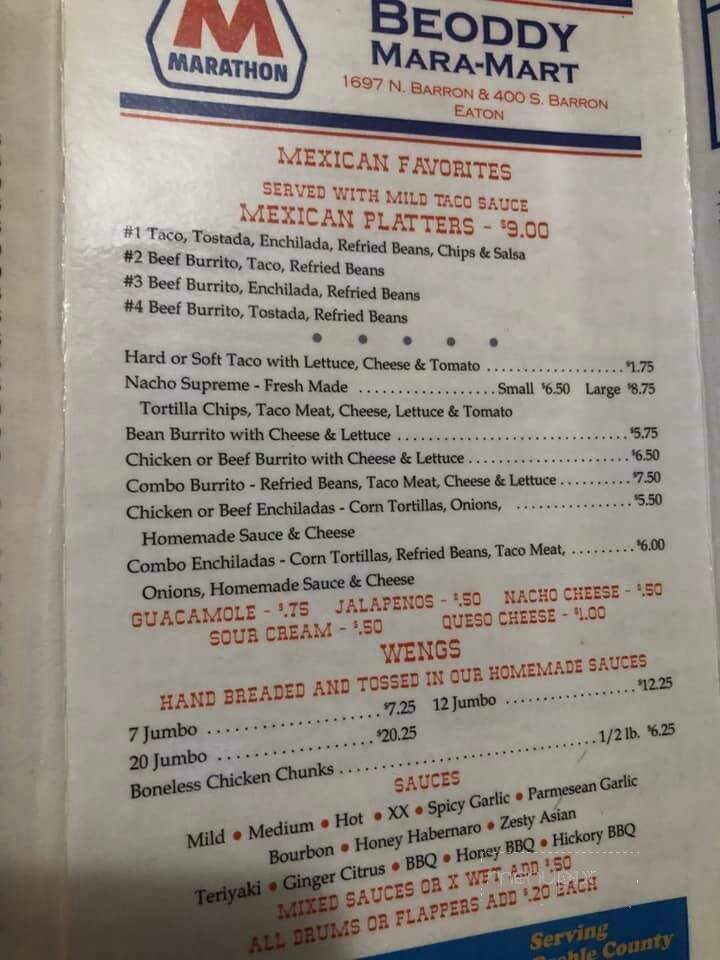 M
MARATHON
BEODDY
MARA-MART
1697 N. BARRON & 400 S. BARRON
EATON
MEXICAN FAVORITES
SERVED WITH MILD TACO SAUCE
MEXICAN PLATTERS - $9.00
#1 Taco, Tostada, Enchilada, Refried Beans, Chips & Salsa
#2 Beef Burrito, Taco, Refried Beans
#3 Beef Burrito, Enchilada, Refried Beans
#4 Beef Burrito, Tostada, Refried Beans
Hard or Soft Taco with Lettuce, Cheese & Tomato .................... $1.75
Nacho Supreme - Fresh Made .................. Small $6.50 Large $8.75
Tortilla Chips, Taco Meat, Cheese, Lettuce & Tomato
Bean Burrito with Cheese & Lettuce .............................. $5.75
Chicken or Beef Burrito with Cheese & Lettuce ..................... $6.50
Combo Burrito - Refried Beans, Taco Meat, Cheese & Lettuce .......... $7.50
Chicken or Beef Enchiladas - Corn Tortillas, Onions, ............... $5.50
Homemade Sauce & Cheese
Combo Enchiladas - Corn Tortillas, Refried Beans, Taco Meat, ......... $6.00
Onions, Homemade Sauce & Cheese
GUACAMOLE - $.75 JALAPENOS - $.50 NACHO CHEESE - $.50
SOUR CREAM - $.50 QUESO CHEESE - $1.00
WENGS
HAND BREADED AND TOSSED IN OUR HOMEMADE SAUCES
7 Jumbo ...................... $7.25 12 Jumbo .................. $12.25
20 Jumbo .................... $20.25
Boneless Chicken Chunks .............................. 1/2 lb. $6.25
SAUCES
Mild • Medium • Hot • XX • Spicy Garlic • Parmesean Garlic
Bourbon • Honey Habernaro • Zesty Asian
Teriyaki • Ginger Citrus • BBQ • Honey BBQ • Hickory BBQ
MIXED SAUCES OR X WET ADD $.50
ALL DRUMS OR FLAPPERS ADD $.20 EACH
Serving
County